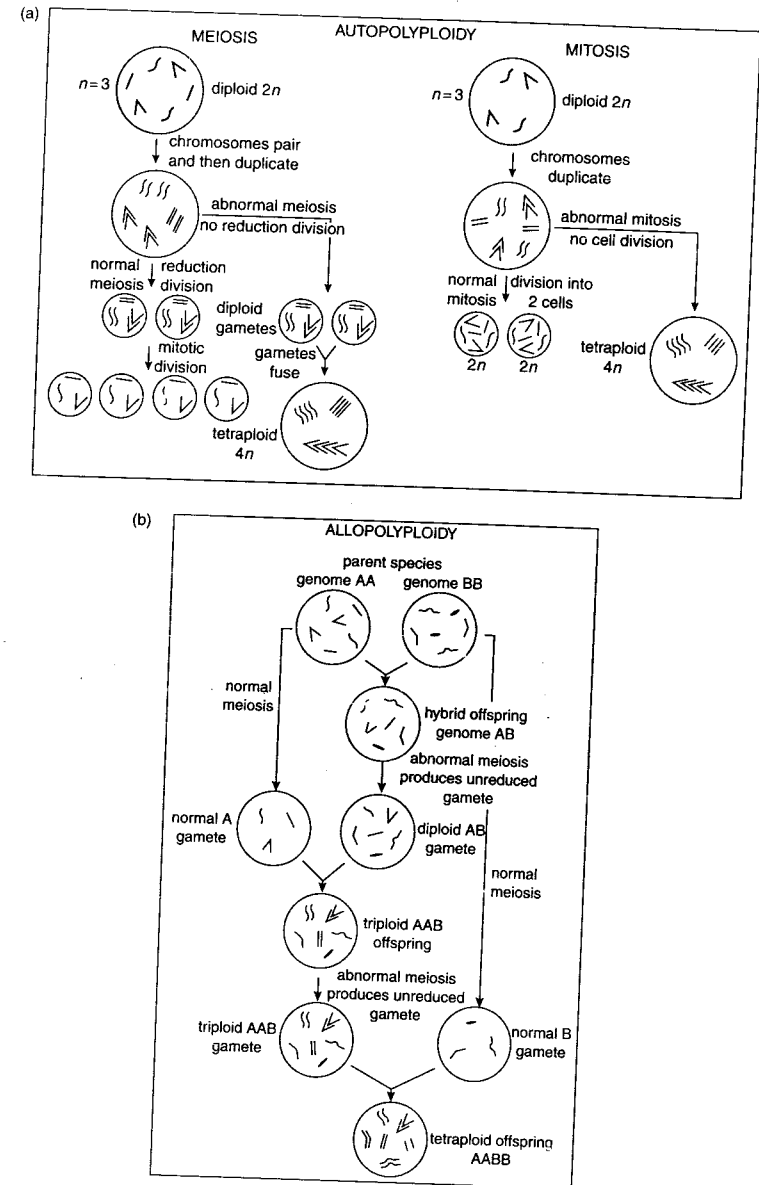 (a)
AUTOPOLYPLOIDY
MEIOSIS
n=3
diploid 2n
chromosomes pair
and then duplicate
abnormal meiosis
no reduction division
normal
meiosis
reduction
division
diploid
gametes
mitotic
division
gametes
fuse
tetraploid
4n
MITOSIS
n=3
diploid 2n
chromosomes
duplicate
abnormal mitosis
no cell division
normal
mitosis
division into
2 cells
2n
2n
tetraploid
4n
(b)
ALLOPOLYPLOIDY
parent species
genome AA
genome BB
normal
meiosis
hybrid offspring
genome AB
abnormal meiosis
produces unreduced
gamete
normal A
gamete
diploid AB
gamete
normal
meiosis
triploid AAB
offspring
abnormal meiosis
produces unreduced
gamete
triploid AAB
gamete
normal B
gamete
tetraploid offspring
AABB